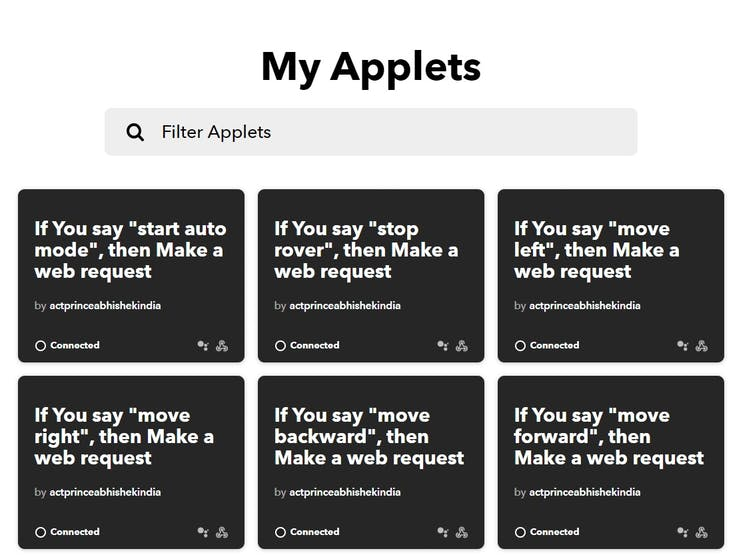 My Applets
Filter Applets
If You say "start auto
mode", then Make a
web request
by actprinceabhishekindia
Connected
If You say "stop
rover", then Make a
web request
by actprinceabhishekindia
Connected
If You say "move
left", then Make a
web request
by actprinceabhishekindia
Connected
If You say "move
right", then Make a
web request
by actprinceabhishekindia
Connected
If You say "move
backward", then
Make a web request
by actprinceabhishekindia
Connected
If You say "move
forward", then
Make a web request
by actprinceabhishekindia
Connected